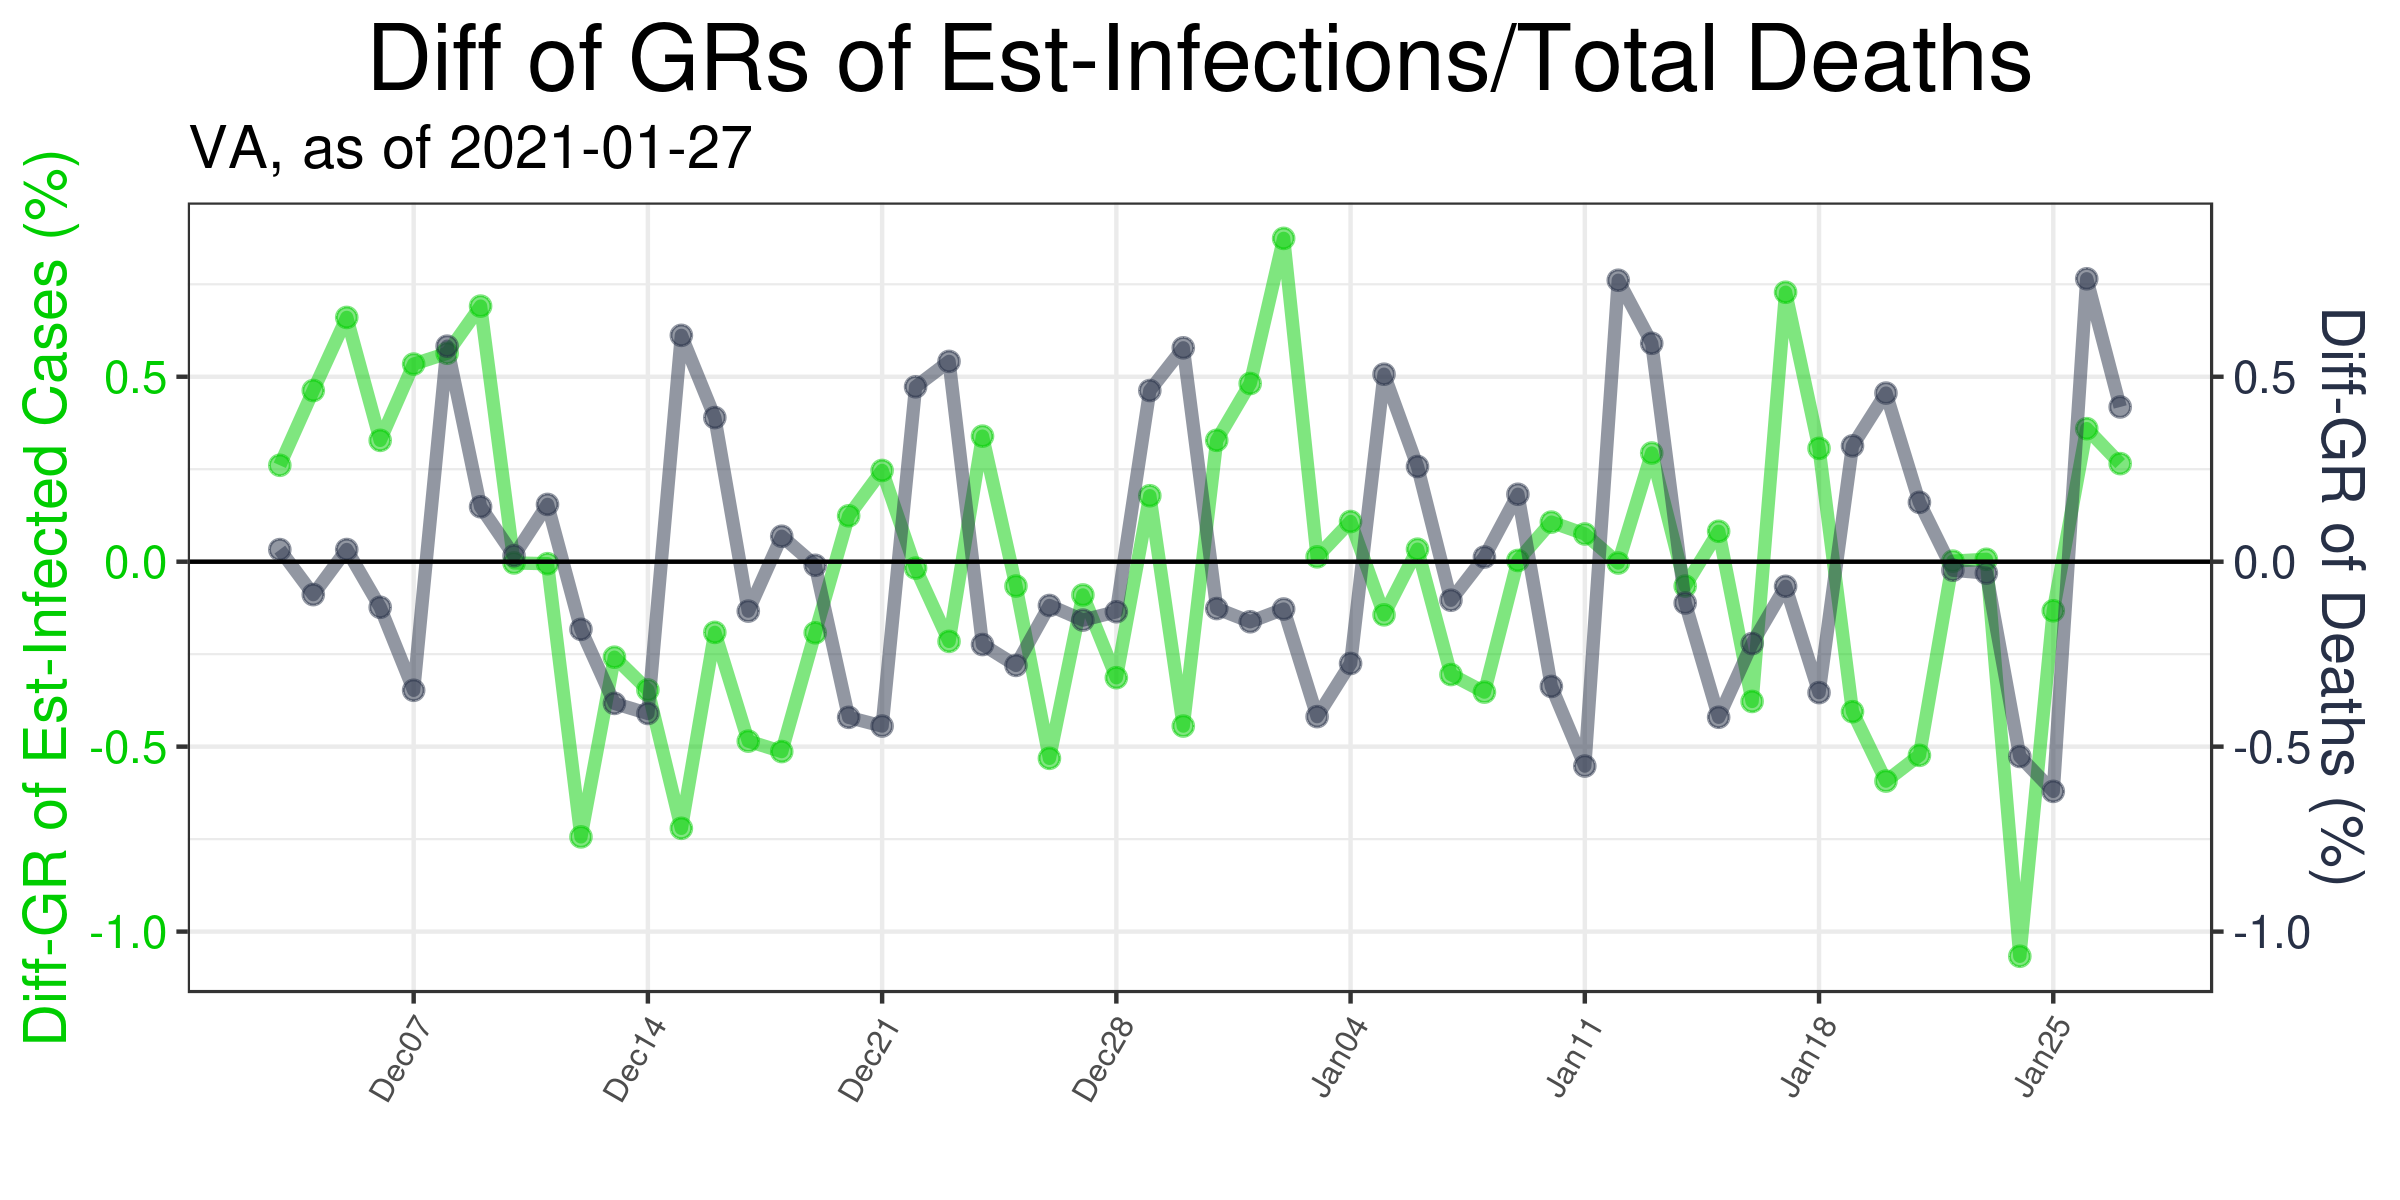 Diff of GRs of Est-Infections/Total Deaths
VA, as of 2021-01-27
Diff-GR of Est-Infected Cases (%)
0.5
0.0
-0.5
-1.0
0.5
0.0
-0.5
-1.0
Diff-GR of Deaths (%)
Dec07
Dec14
Dec21
Dec28
Jan04
Jan11
Jan18
Jan25